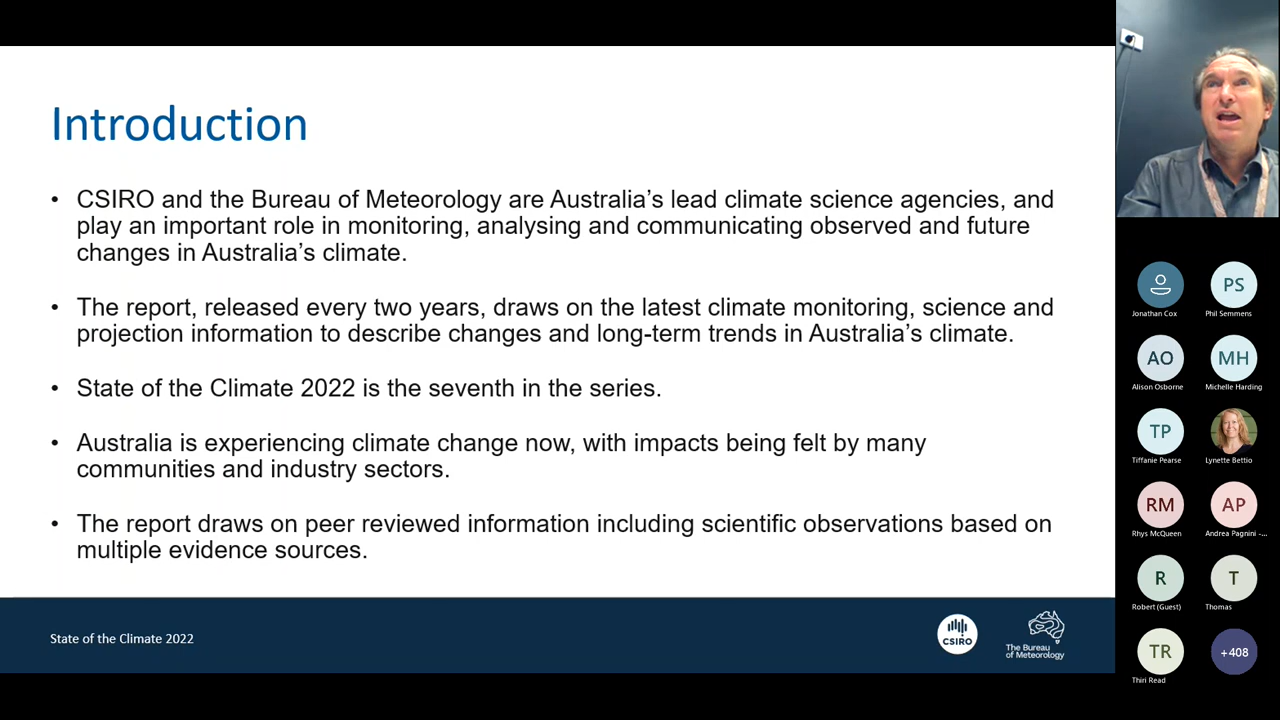 Introduction
• CSIRO and the Bureau of Meteorology are Australia’s lead climate science agencies, and
play an important role in monitoring, analysing and communicating observed and future
changes in Australia’s climate.
• The report, released every two years, draws on the latest climate monitoring, science and
projection information to describe changes and long-term trends in Australia’s climate.
• State of the Climate 2022 is the seventh in the series.
• Australia is experiencing climate change now, with impacts being felt by many
communities and industry sectors.
• The report draws on peer reviewed information including scientific observations based on
multiple evidence sources.
State of the Climate 2022
CSIRO
The Bureau
of Meteorology
PS
Jonathan Cox
Phil Semmens
AO
MH
Alison Osborne
Michelle Harding
TP
Tiffanie Pearse
Lynette Bettio
RM
AP
Rhys McQueen
Andrea Pagnini -...
R
T
Robert (Guest)
Thomas
TR
+408
Thiri Read